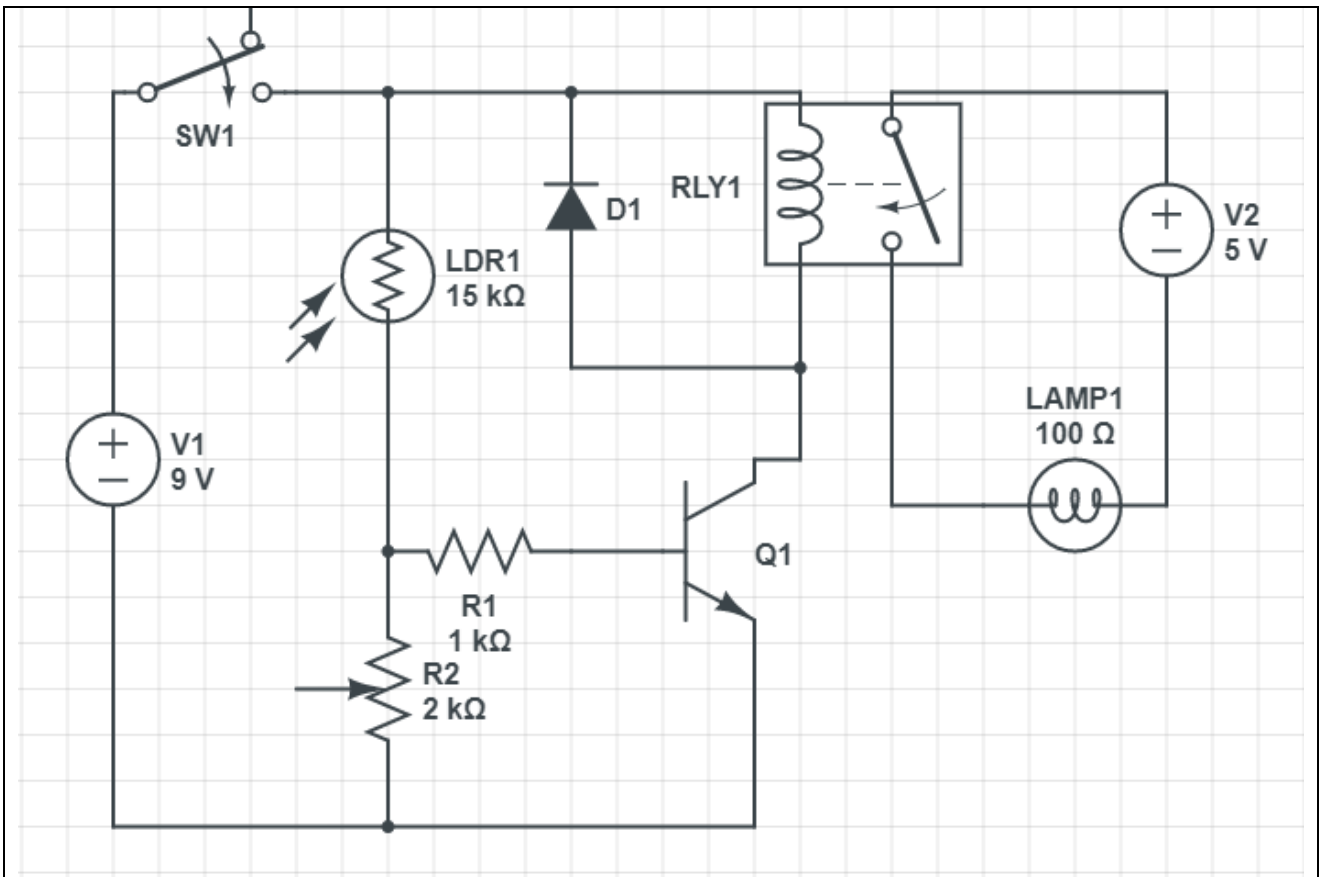 SW1
RLY1
D1
V2
5 V
LDR1
15 kΩ
LAMP1
100 Ω
V1
9 V
Q1
R1
1 kΩ
R2
2 kΩ